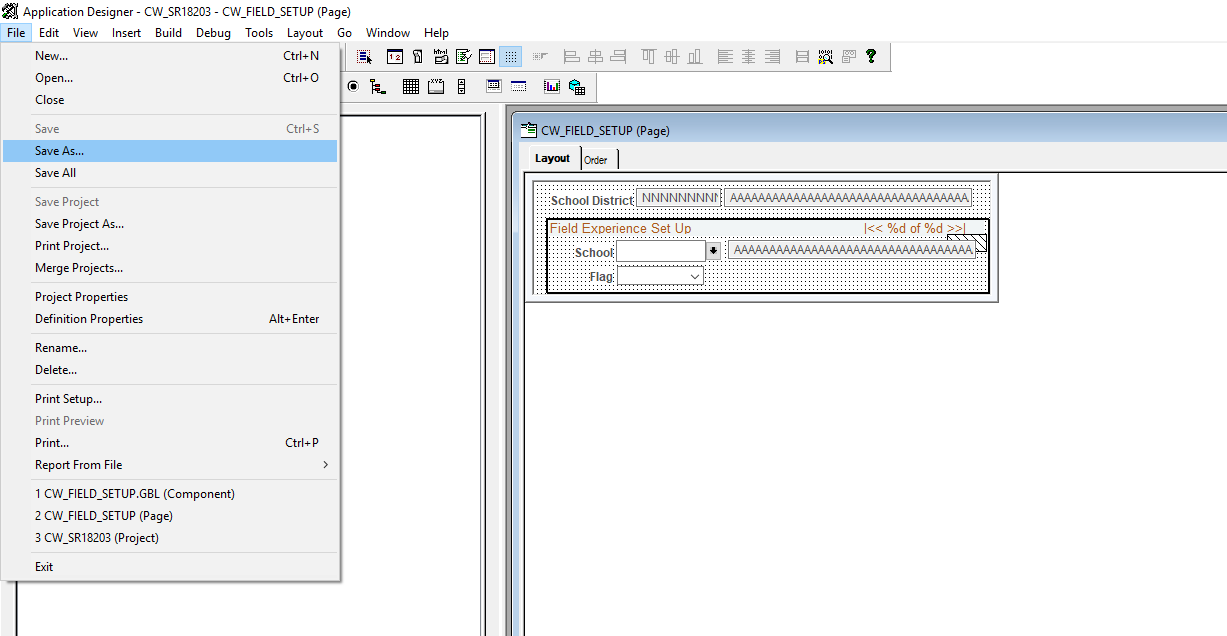 Application Designer - CW_SR18203 - CW_FIELD_SETUP (Page)
File Edit View Insert Build Debug Tools Layout Go Window Help
New... Ctrl+N
Open... Ctrl+O
Close
Save Ctrl+S
Save As...
Save All
Save Project
Save Project As...
Print Project...
Merge Projects...
Project Properties
Definition Properties Alt+Enter
Rename...
Delete...
Print Setup...
Print Preview
Print... Ctrl+P
Report From File
1 CW_FIELD_SETUP.GBL (Component)
2 CW_FIELD_SETUP (Page)
3 CW_SR18203 (Project)
Exit
CW_FIELD_SETUP (Page)
Layout Order
School District NNNNNNNNN AAAAAAAAAAAAAAAAAAAAAAAAAAAAAA
Field Experience Set Up |<< %d of %d >>|
School AAAAAAAAAAAAAAAAAAAAAAAAAAAAAA
Flag